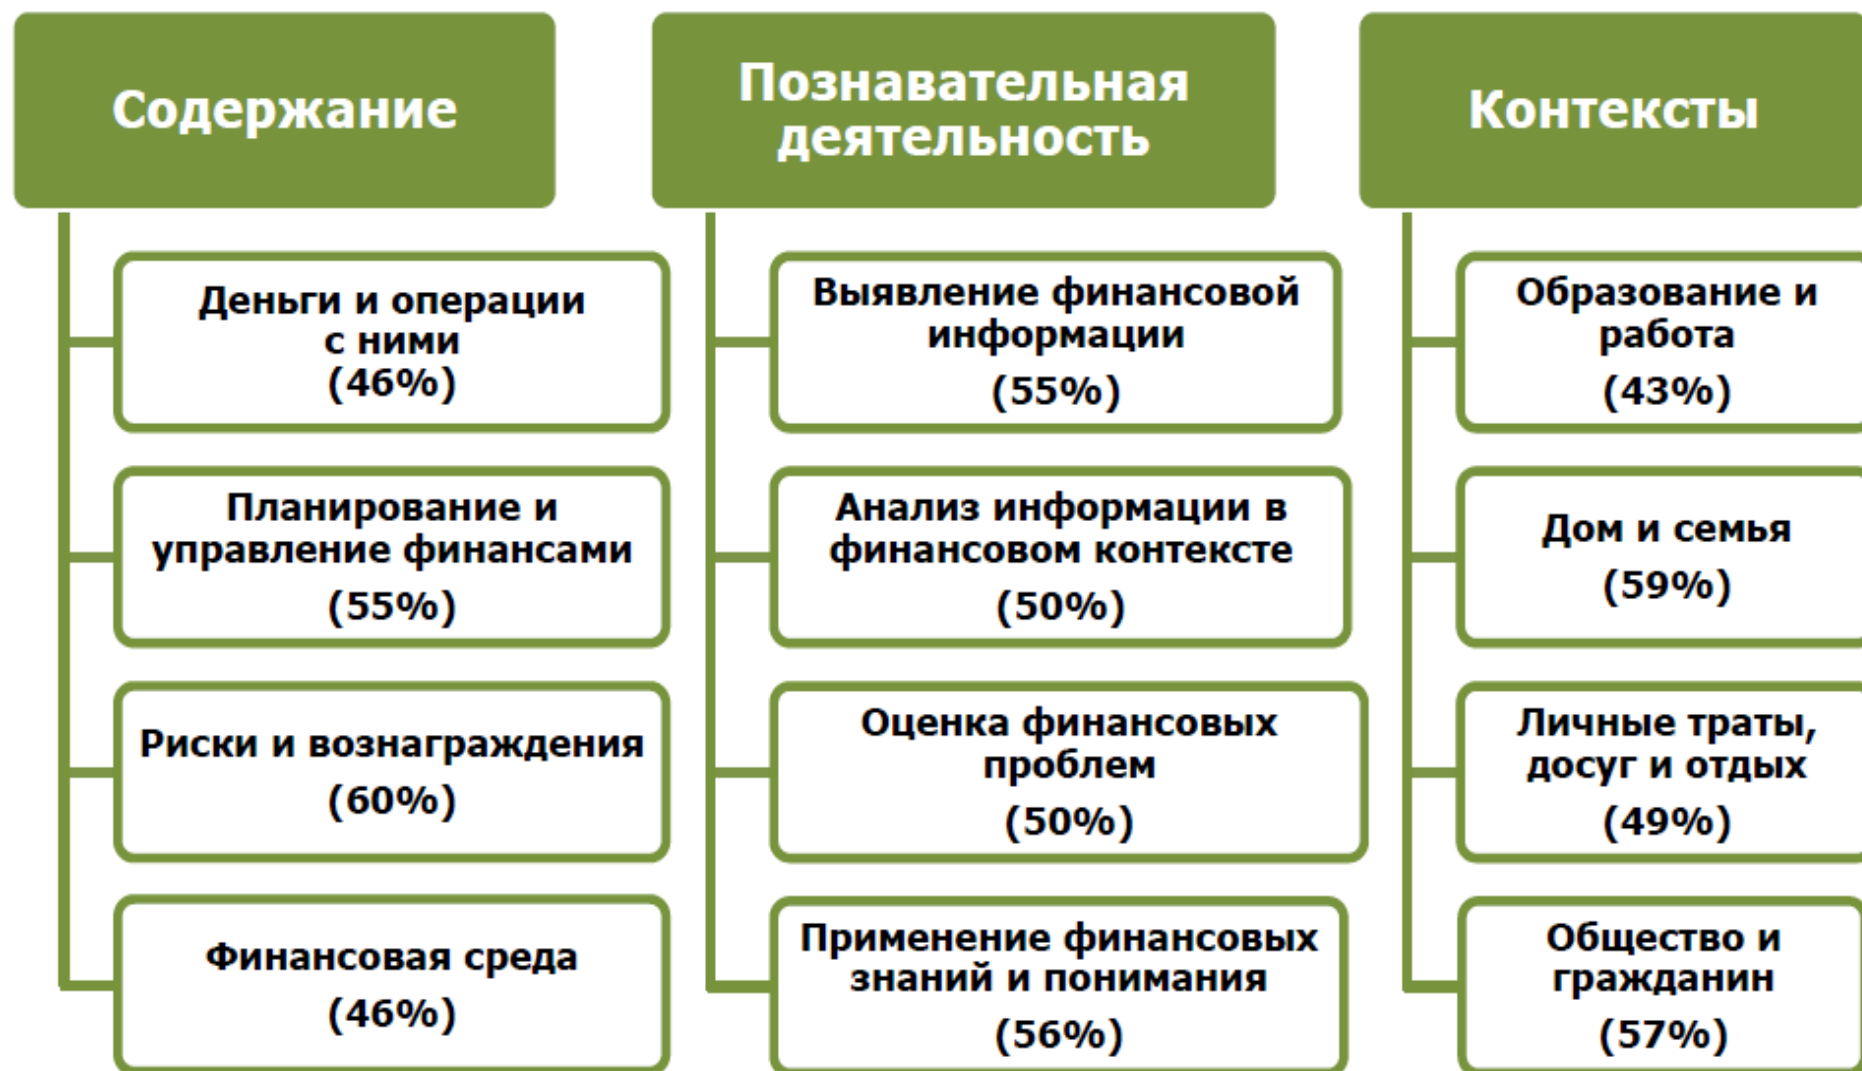 Содержание
Деньги и операции
с ними
(46%)
Планирование и
управление финансами
(55%)
Риски и вознаграждения
(60%)
Финансовая среда
(46%)
Познавательная
деятельность
Выявление финансовой
информации
(55%)
Анализ информации в
финансовом контексте
(50%)
Оценка финансовых
проблем
(50%)
Применение финансовых
знаний и понимания
(56%)
Контексты
Образование и
работа
(43%)
Дом и семья
(59%)
Личные траты,
досуг и отдых
(49%)
Общество и
гражданин
(57%)